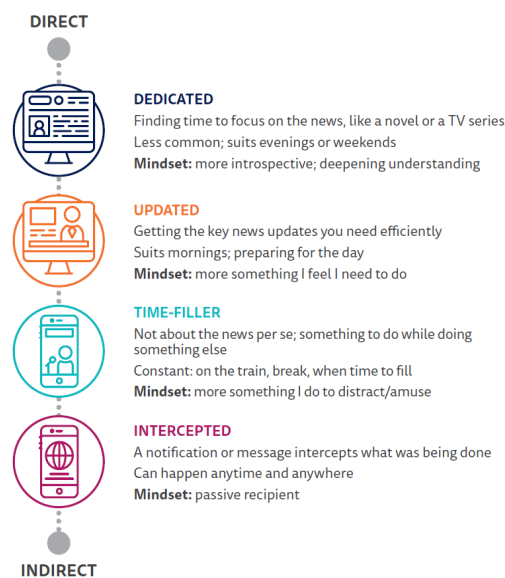 DIRECT
DEDICATED
Finding time to focus on the news, like a novel or a TV series
Less common; suits evenings or weekends
Mindset: more introspective; deepening understanding
UPDATED
Getting the key news updates you need efficiently
Suits mornings; preparing for the day
Mindset: more something I feel I need to do
TIME-FILLER
Not about the news per se; something to do while doing
something else
Constant: on the train, break, when time to fill
Mindset: more something I do to distract/amuse
INTERCEPTED
A notification or message intercepts what was being done
Can happen anytime and anywhere
Mindset: passive recipient
INDIRECT